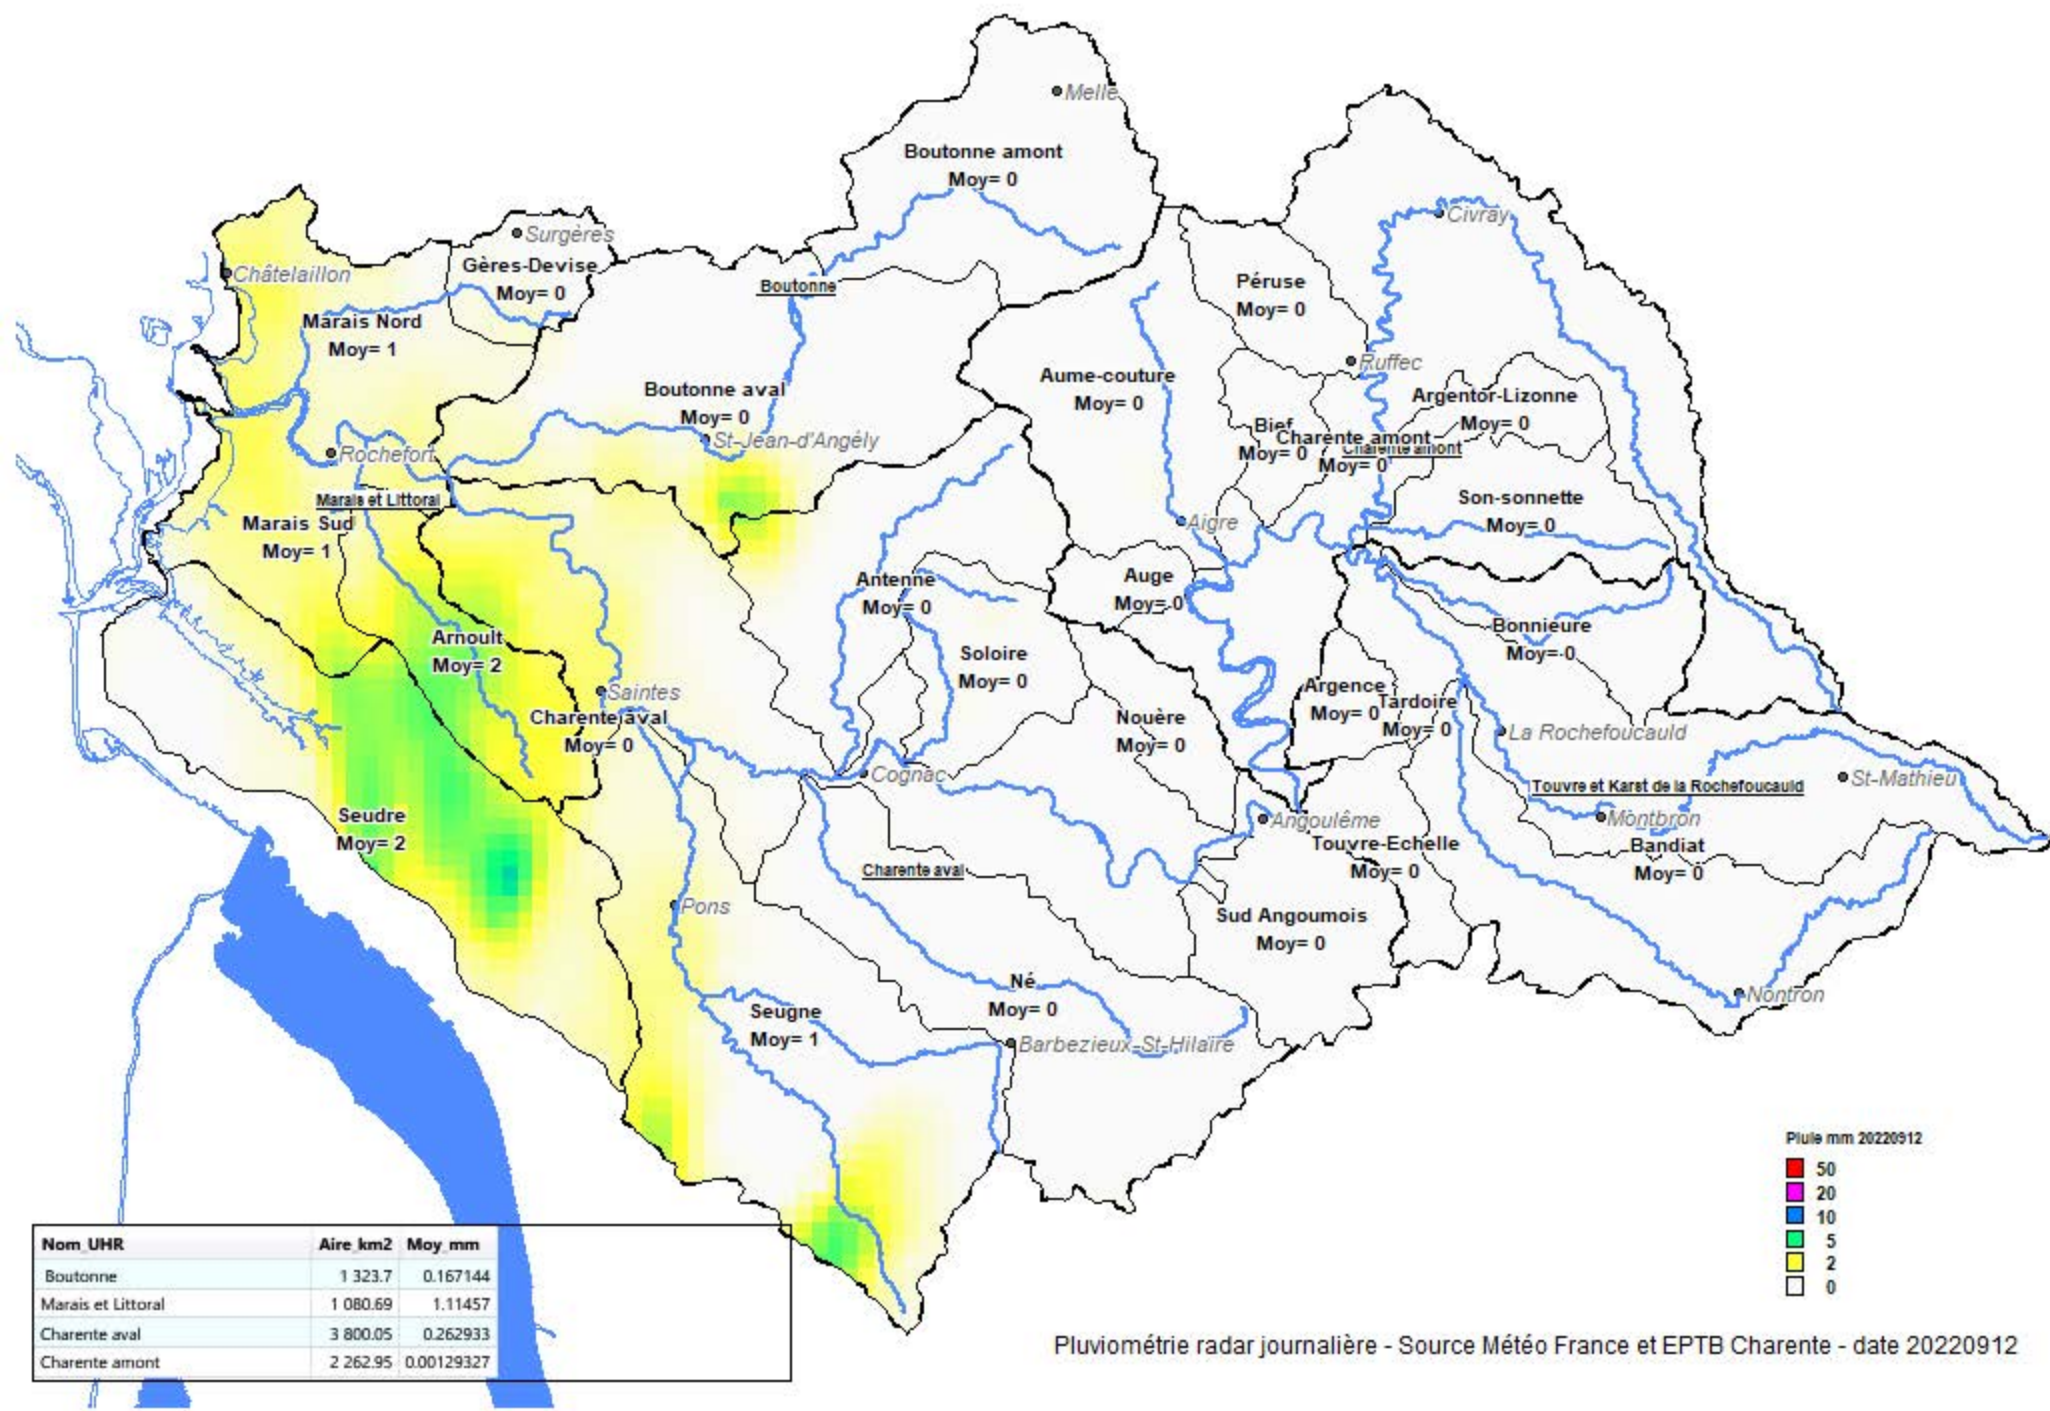 Melle
Boutonne amont
Moy= 0
Civray
Surgères
Gères-Devise
Moy= 0
Châtelaillon
Boutonne
Péruse
Moy= 0
Marais Nord
Moy= 1
Ruffec
Boutonne aval
Moy= 0
Aume-couture
Moy= 0
Argentor-Lizonne
Moy= 0
Bief
Moy= 0
Charente amont
Moy= 0
Charente amont
St-Jean-d'Angély
Rochefort
Marais et Littoral
Marais Sud
Moy= 1
Son-sonnette
Moy= 0
Aigre
Antenne
Moy= 0
Auge
Moy= 0
Bonnieure
Moy= 0
Arnoult
Moy= 2
Soloire
Moy= 0
Saintes
Argence
Moy= 0
Tardoire
Moy= 0
Charente aval
Moy= 0
Nouère
Moy= 0
La Rochefoucauld
Cognac
Touvre et Karst de la Rochefoucauld
St-Mathieu
Seudre
Moy= 2
Angoulême
Montbron
Touvre-Echelle
Moy= 0
Bandiat
Moy= 0
Charente aval
Pons
Sud Angoumois
Moy= 0
Né
Moy= 0
Nontron
Seugne
Moy= 1
Barbezieux-St-Hilaire
Pluie mm 20220912
50
20
10
5
2
0
Nom_UHR Aire_km2 Moy_mm
Boutonne 1 323.7 0.167144
Marais et Littoral 1 080.69 1.11457
Charente aval 3 800.05 0.262933
Charente amont 2 262.95 0.00129327
Pluviométrie radar journalière - Source Météo France et EPTB Charente - date 20220912